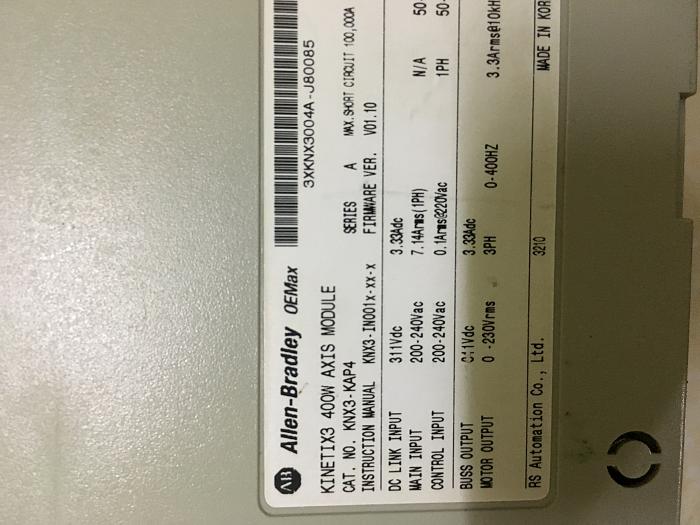 AB Allen-Bradley OEMax
3XKNX3004A-J80085
KINETIX3 400W AXIS MODULE
CAT. NO. KNX3-KAP4 SERIES A MAX.SHORT CIRCUIT 100,000A
INSTRUCTION MANUAL KNX3-IN001x-xx-x FIRMWARE VER. V01.10
DC LINK INPUT 311Vdc 3.33Adc
MAIN INPUT 200-240Vac 7.14Arms(1PH) N/A 50-
CONTROL INPUT 200-240Vac 0.1Arms@220Vac 1PH 50-
BUSS OUTPUT 311Vdc 3.33Adc
MOTOR OUTPUT 0 -230Vrms 3PH 0-400HZ 3.3Arms@10kH
RS Automation Co., Ltd. 3210 MADE IN KOR